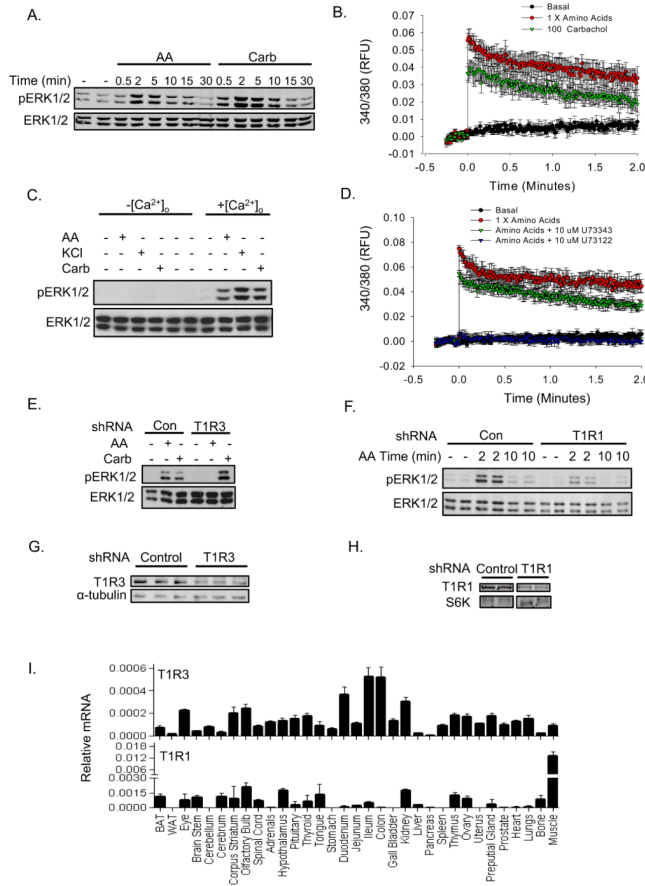 A.
AA Carb
Time (min) - - 0.5 2 5 10 15 30 0.5 2 5 10 15 30
pERK1/2
ERK1/2
B.
Basal
1 X Amino Acids
100 Carbachol
340/380 (RFU)
0.07
0.06
0.05
0.04
0.03
0.02
0.01
0.00
-0.01
0.0 0.5 1.0 1.5 2.0
Time (Minutes)
C.
-[Ca2+]o +[Ca2+]o
AA - + - - - - - + - -
KCl - - + - - - - - + -
Carb - - - + - - - - - +
pERK1/2
ERK1/2
D.
Basal
1 X Amino Acids
Amino Acids + 10 uM U73343
Amino Acids + 10 uM U73122
340/380 (RFU)
0.10
0.08
0.06
0.04
0.02
0.00
-0.02
0.0 0.5 1.0 1.5 2.0
Time (Minutes)
E.
shRNA Con T1R3
AA - + - - + -
Carb - - + - - +
pERK1/2
ERK1/2
F.
shRNA Con T1R1
AA Time (min) - - 2 2 10 10 - - 2 2 10 10
pERK1/2
ERK1/2
G.
shRNA Control T1R3
T1R3
α-tubulin
H.
shRNA Control T1R1
T1R1
S6K
I.
Relative mRNA
T1R3
0.0006
0.0004
0.0002
0.0000
T1R1
0.018
0.012
0.006
0.0030
0.0015
0.0000
BAT
WAT
Eye
Brain Stem
Cerebellum
Cerebrum
Corpus Striatum
Olfactory Bulb
Spinal Cord
Adrenals
Hypothalamus
Pituitary
Thyroid
Tongue
Stomach
Duodenum
Jejunum
Ileum
Colon
Gall Bladder
Kidney
Liver
Pancreas
Spleen
Thymus
Ovary
Uterus
Preputial Gland
Prostate
Heart
Lungs
Bone
Muscle